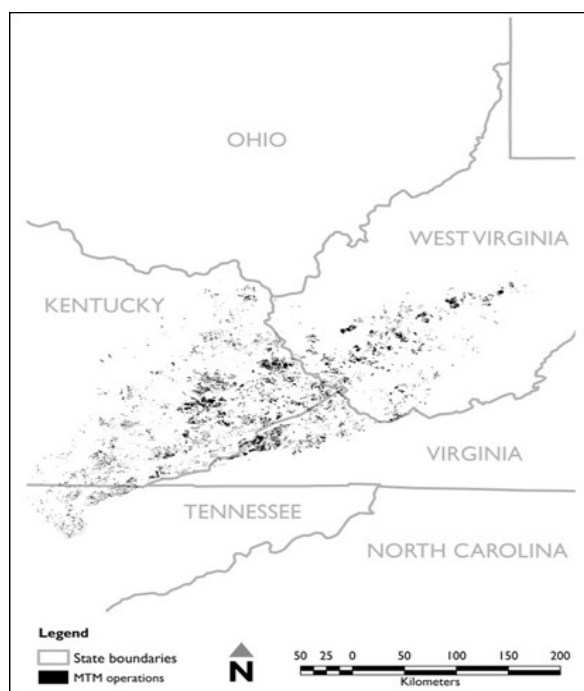 OHIO
WEST VIRGINIA
KENTUCKY
VIRGINIA
TENNESSEE
NORTH CAROLINA
Legend
State boundaries
MTM operations
N
50 25 0 50 100 150 200
Kilometers